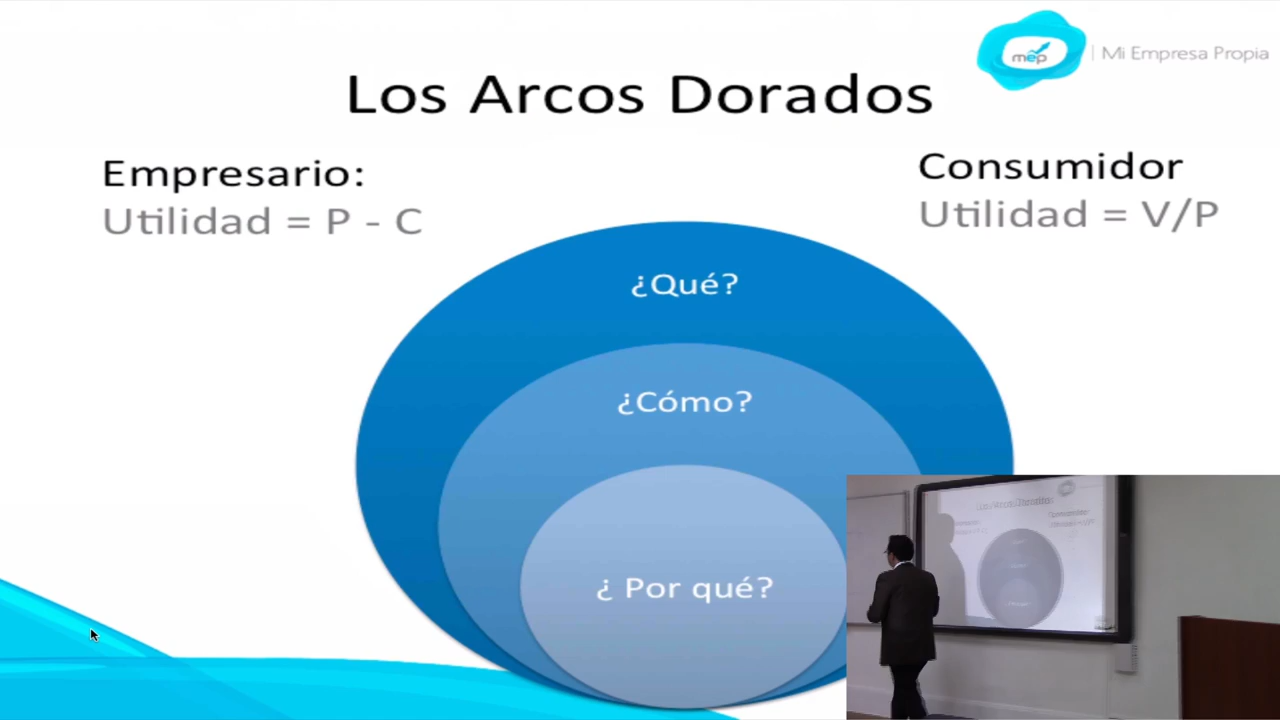 mep | Mi Empresa Propia
Los Arcos Dorados
Empresario:
Utilidad = P - C
Consumidor
Utilidad = V/P
¿Qué?
¿Cómo?
¿ Por qué?